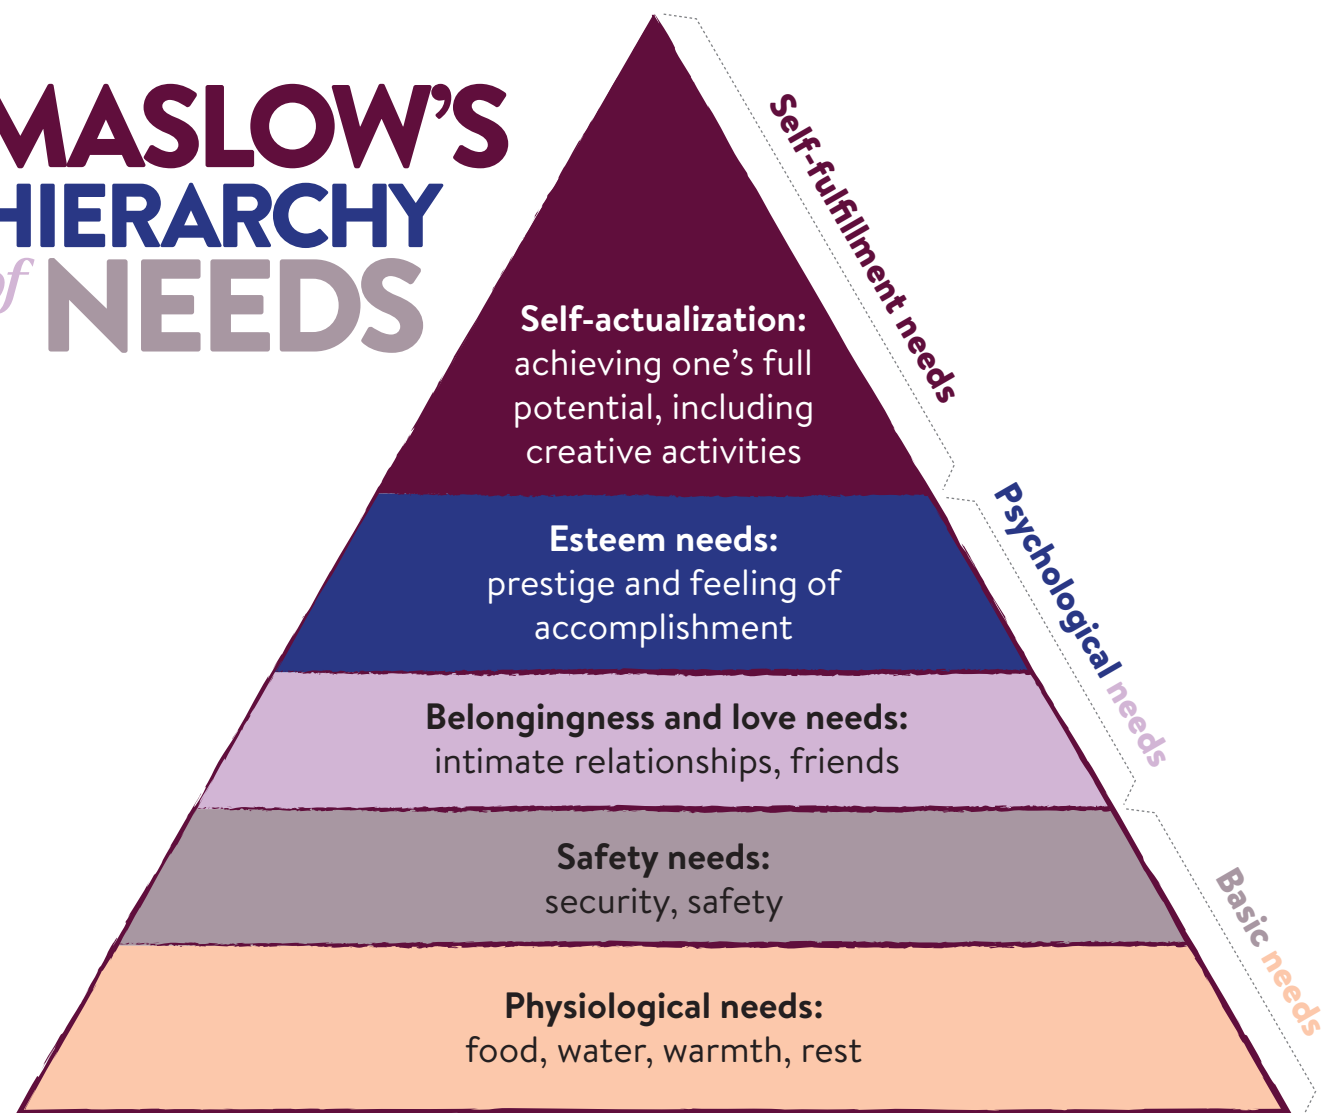 MASLOW’S
HIERARCHY
of NEEDS
Self-fulfillment needs
Self-actualization:
achieving one’s full
potential, including
creative activities
Psychological needs
Esteem needs:
prestige and feeling of
accomplishment
Belongingness and love needs:
intimate relationships, friends
Basic needs
Safety needs:
security, safety
Physiological needs:
food, water, warmth, rest